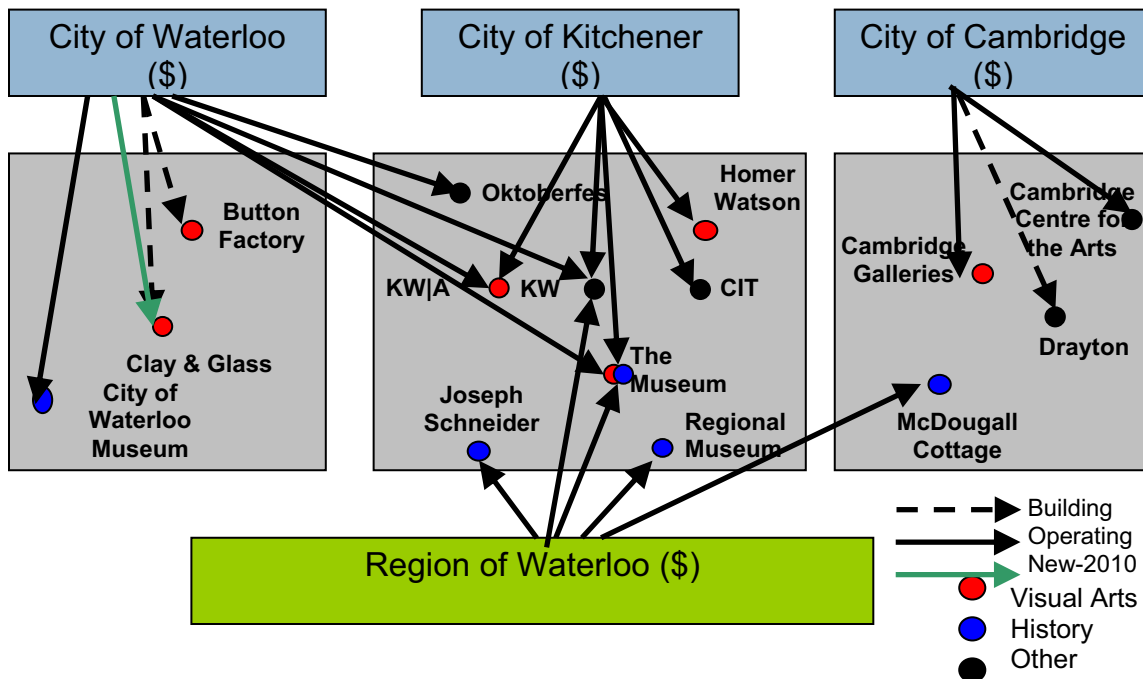 City of Waterloo
($)
City of Kitchener
($)
City of Cambridge
($)
Button
Factory
Clay & Glass
City of
Waterloo
Museum
Oktoberfes
Homer
Watson
KW|A
KW
CIT
The
Museum
Joseph
Schneider
Regional
Museum
Cambridge
Centre for
the Arts
Cambridge
Galleries
Drayton
McDougall
Cottage
Region of Waterloo ($)
Building
Operating
New-2010
Visual Arts
History
Other